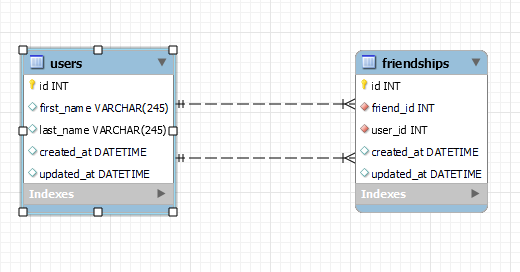 users
id INT
first_name VARCHAR(245)
last_name VARCHAR(245)
created_at DATETIME
updated_at DATETIME
Indexes
friendships
id INT
friend_id INT
user_id INT
created_at DATETIME
updated_at DATETIME
Indexes